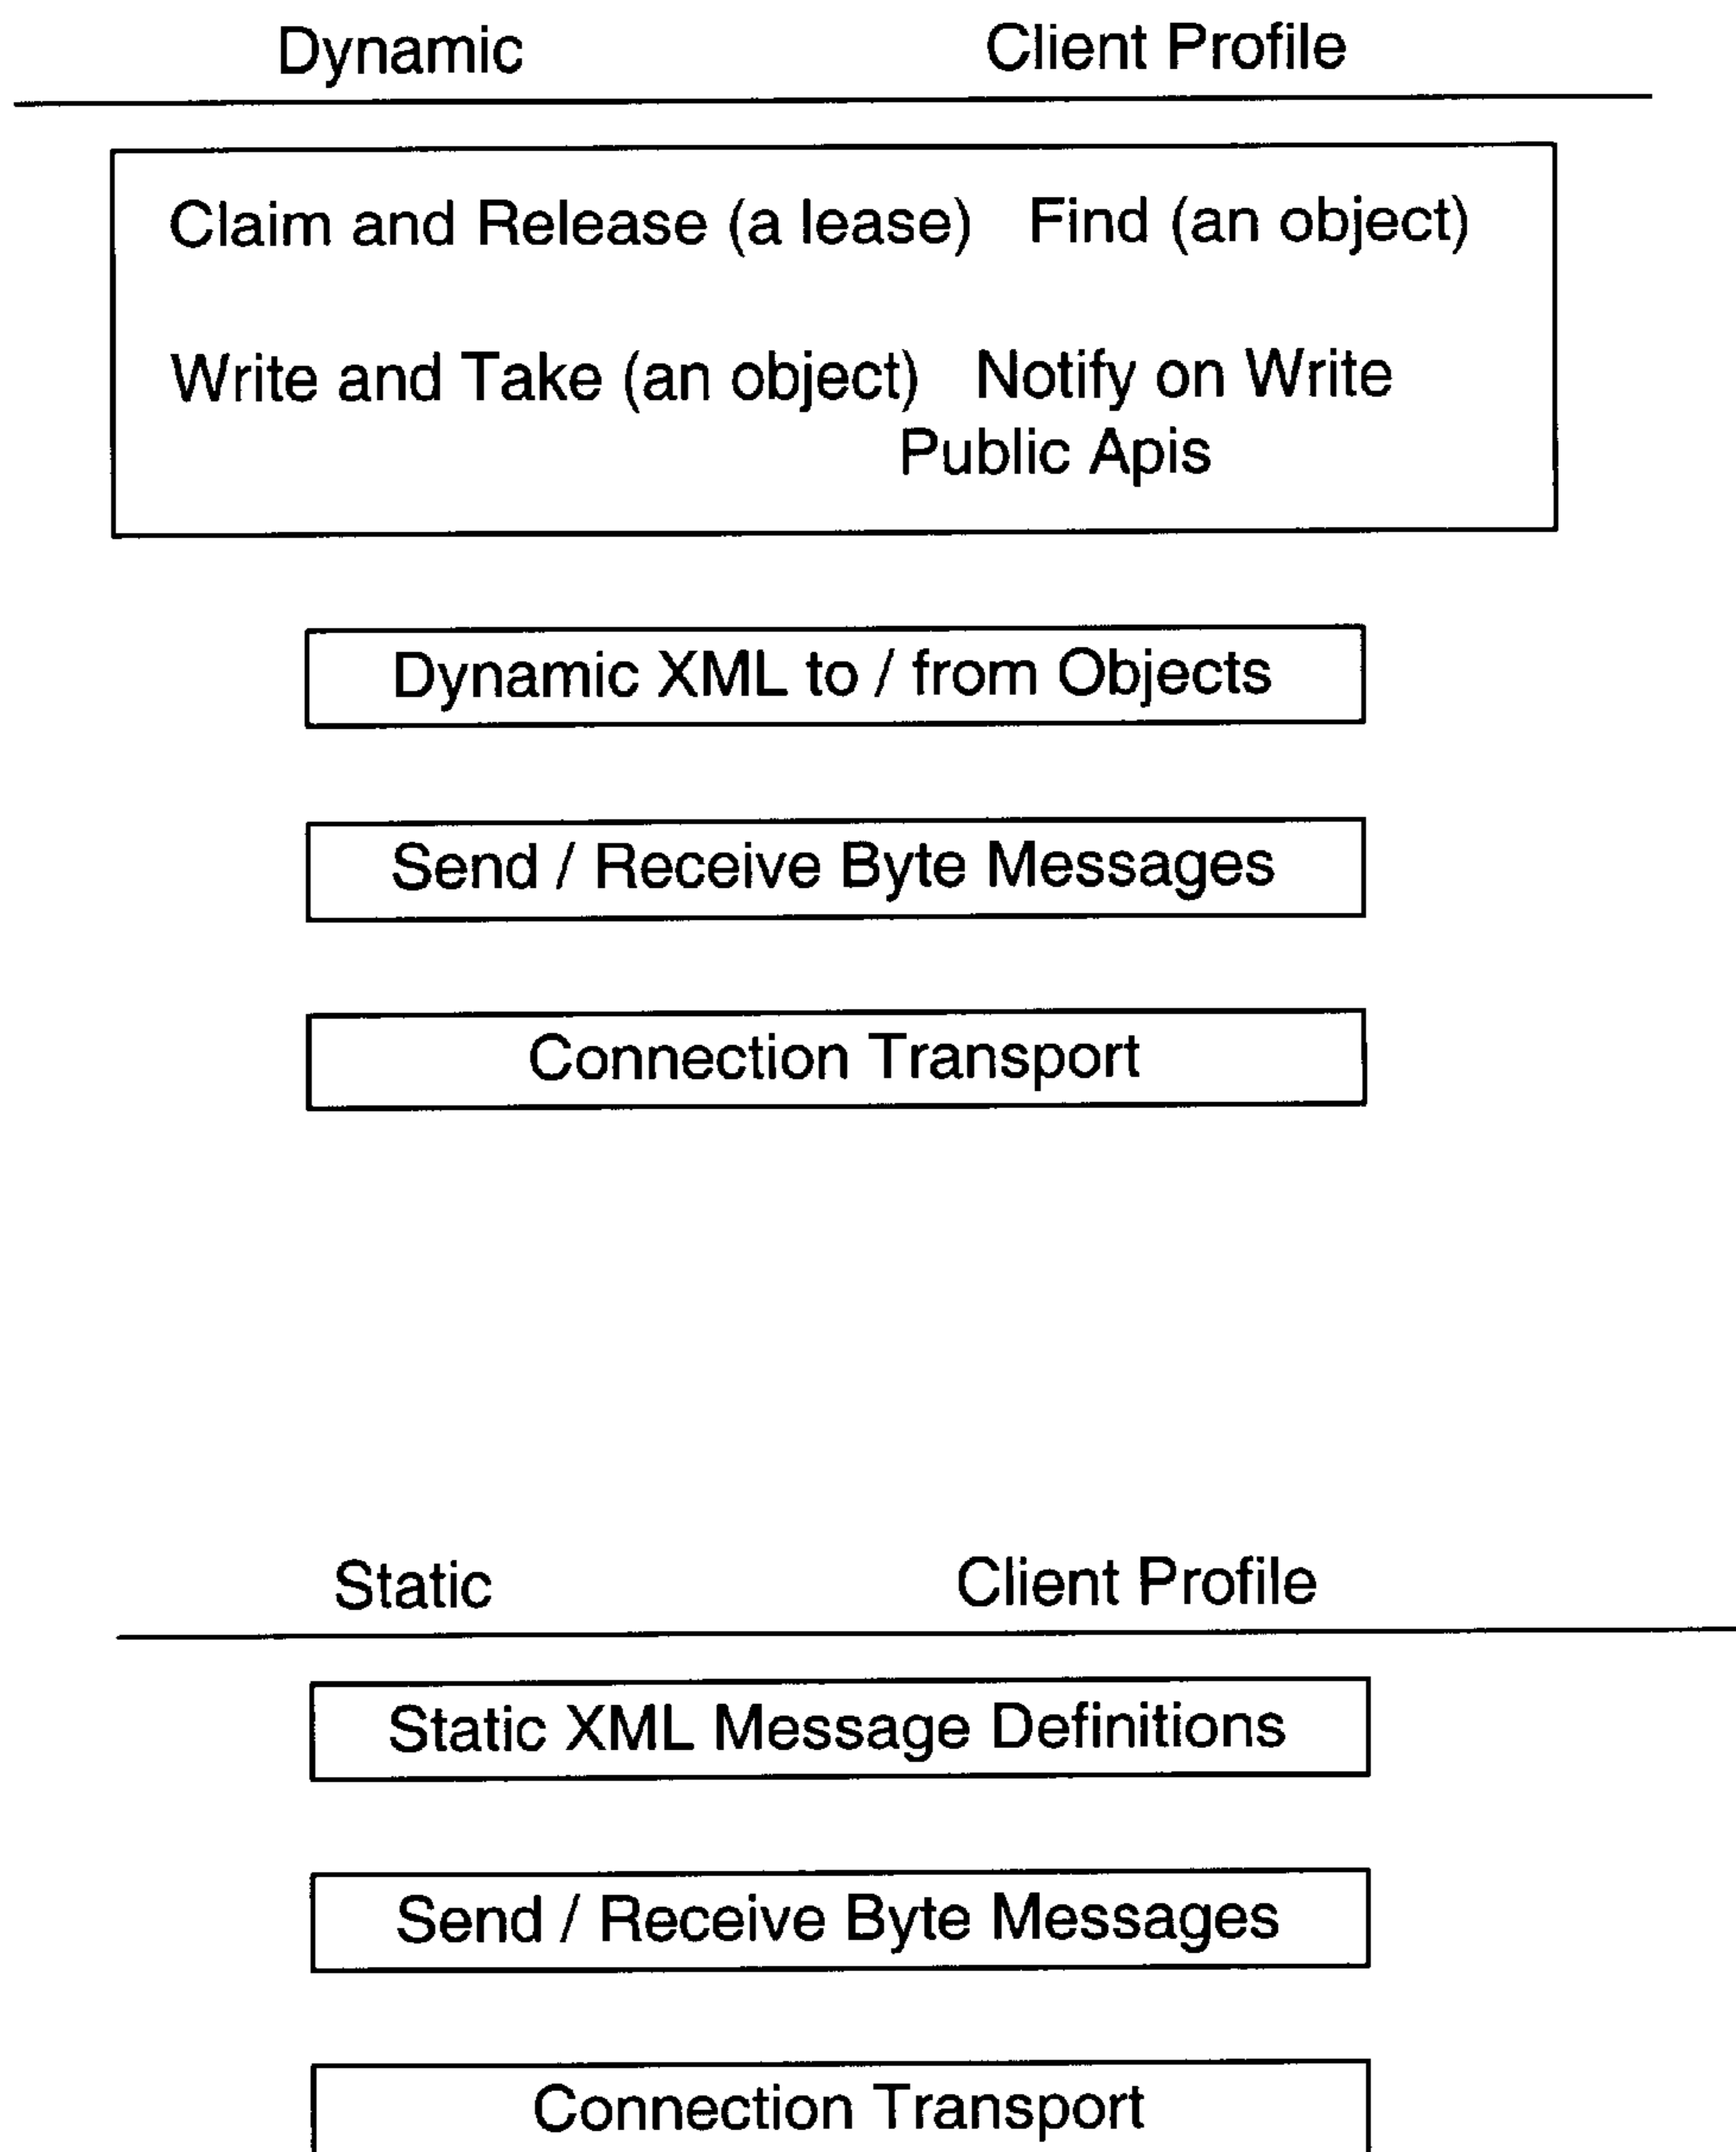 Dynamic Client Profile
Claim and Release (a lease) Find (an object)
Write and Take (an object) Notify on Write
Public Apis
Dynamic XML to / from Objects
Send / Receive Byte Messages
Connection Transport
Static Client Profile
Static XML Message Definitions
Send / Receive Byte Messages
Connection Transport